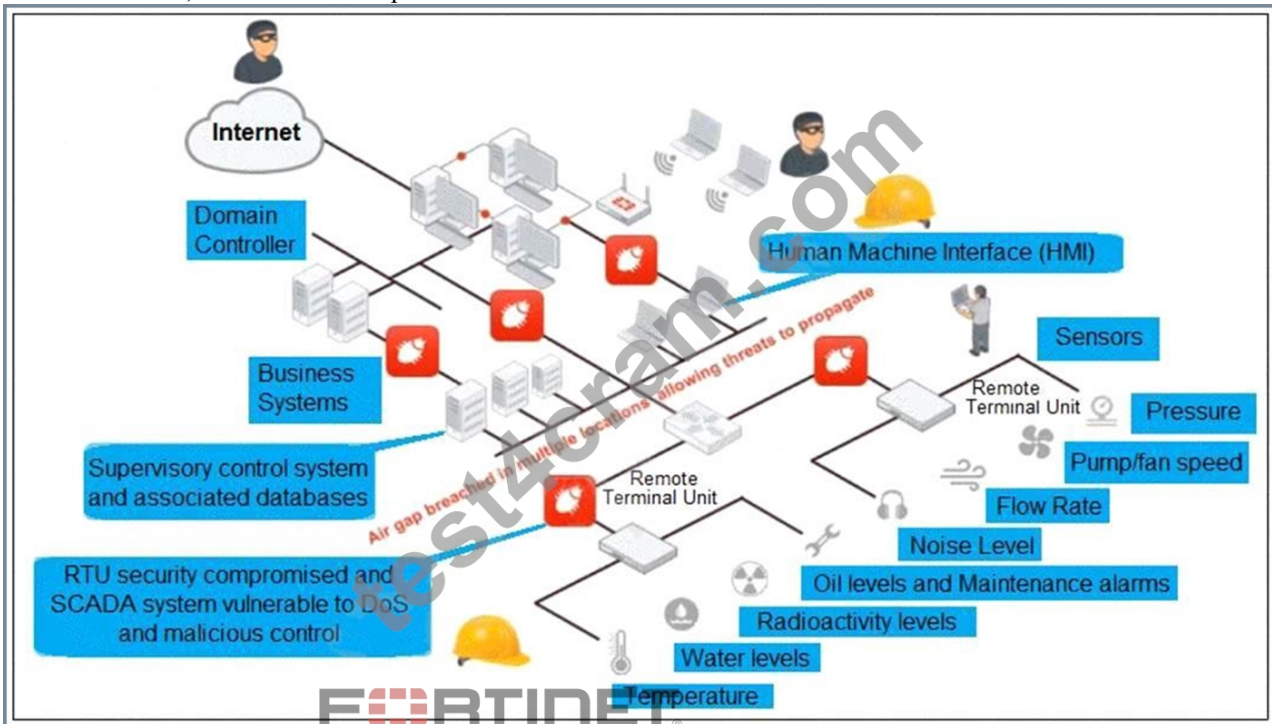 Internet
Domain
Controller
Human Machine Interface (HMI)
Business
Systems
Supervisory control system
and associated databases
Air gap breached in multiple locations allowing threats to propagate
Sensors
Remote
Terminal Unit
Pressure
Pump/fan speed
Flow Rate
Noise Level
Oil levels and Maintenance alarms
Radioactivity levels
Water levels
Temperature
Remote
Terminal Unit
RTU security compromised and
SCADA system vulnerable to DoS
and malicious control
test4cram.com
FORTINET